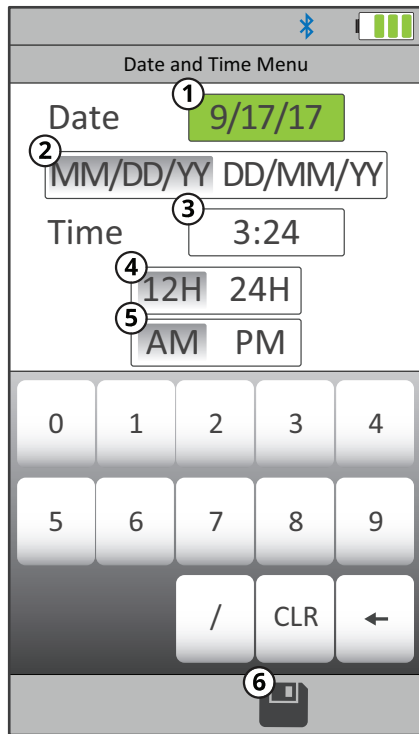 Date and Time Menu
1
Date 9/17/17
2
MM/DD/YY DD/MM/YY
3
Time 3:24
4
12H 24H
5
AM PM
0 1 2 3 4
5 6 7 8 9
/ CLR ←
6